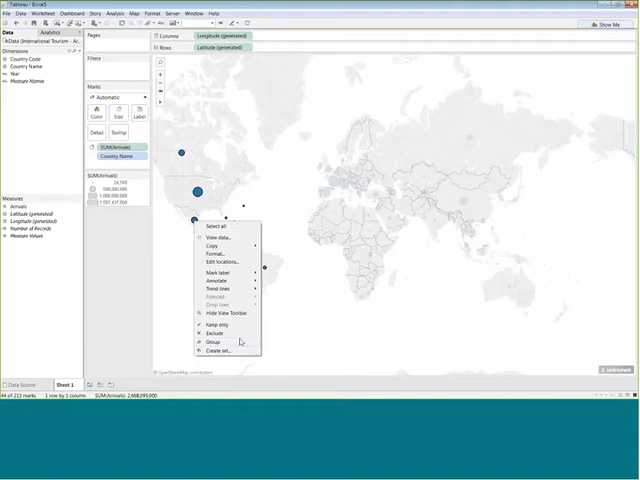 Tableau - Book5
File Data Worksheet Dashboard Story Analysis Map Format Server Window Help
Show Me
Data Analytics
Data (International Tourism - Ac...
Dimensions
Country Code
Country Name
Year
Measure Names
Measures
Arrivals
Latitude (generated)
Longitude (generated)
Number of Records
Measure Values
Pages
Filters
Marks
Automatic
Color Size Label
Detail Tooltip
SUM(Arrivals)
Country Name
SUM(Arrivals)
Columns Longitude (generated)
Rows Latitude (generated)
Select all
View data...
Copy
Format...
Edit locations...
Mark label
Annotate
Trend lines
Forecast
Drop lines
Hide View Toolbar
Keep only
Exclude
Group
Create set...
© OpenStreetMap contributors
1 unknown
Data Source Sheet 1
64 of 213 marks 1 row by 1 column SUM(Arrivals): 2,668,099,000